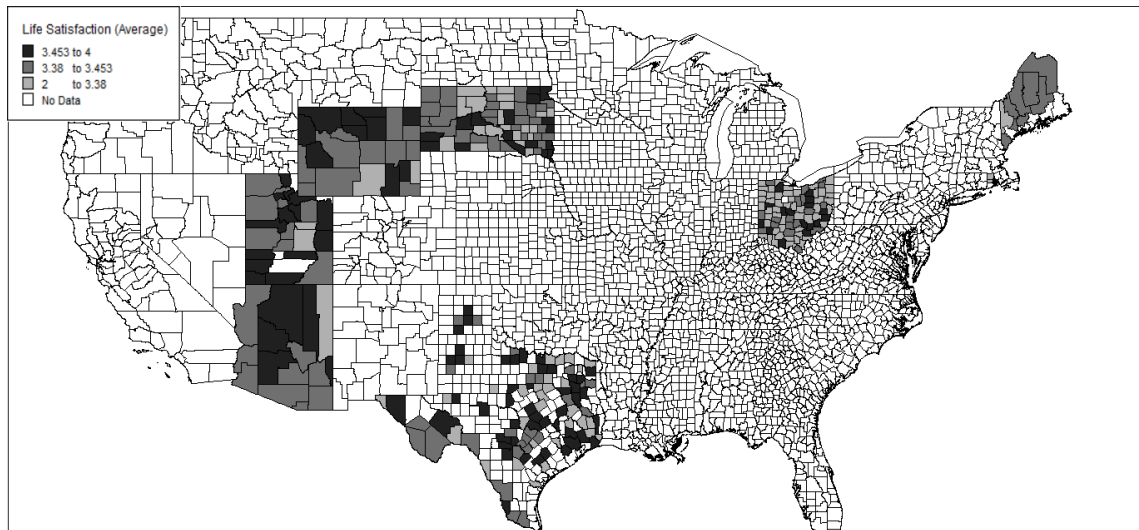 Life Satisfaction (Average)
3.453 to 4
3.38 to 3.453
2 to 3.38
No Data